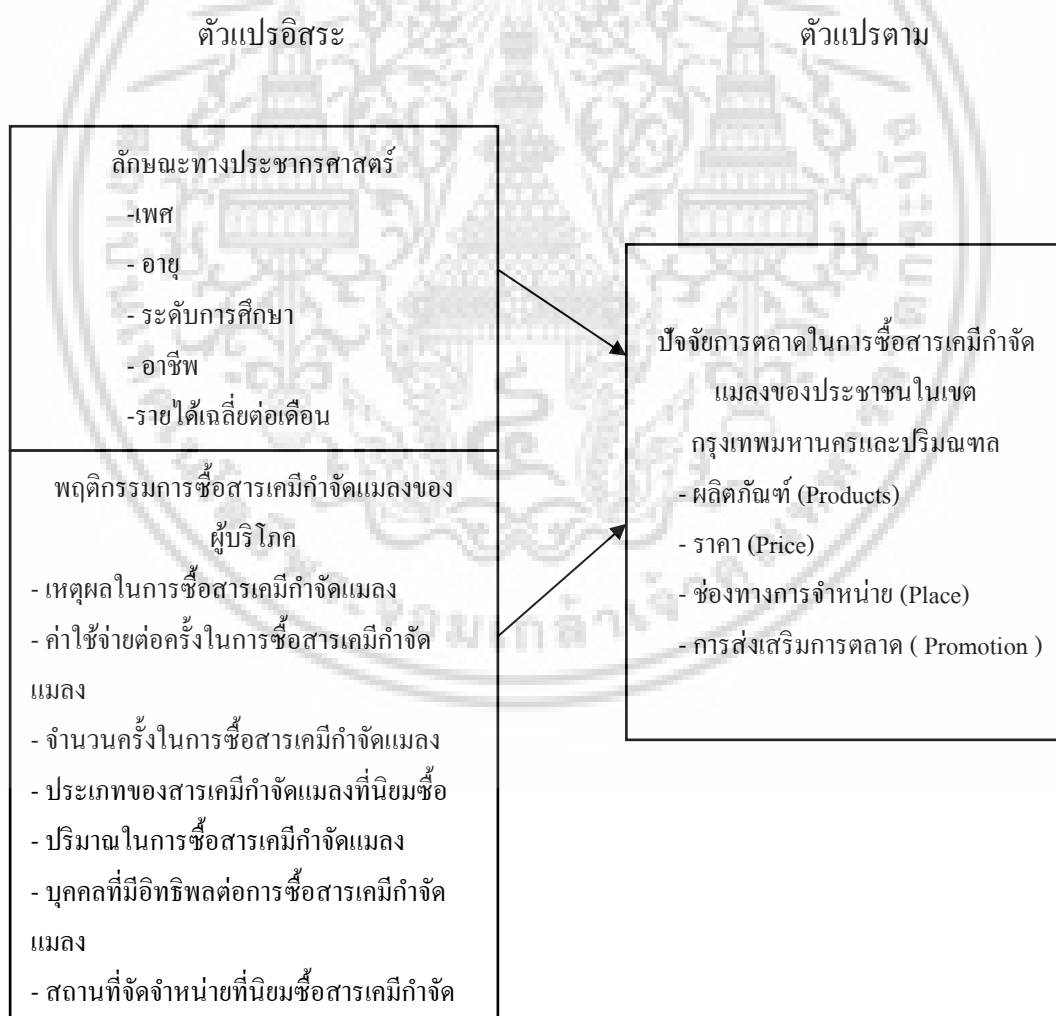 ตัวแปรอิสระ
ตัวแปรตาม
ลักษณะทางประชากรศาสตร์
-เพศ
- อายุ
- ระดับการศึกษา
- อาชีพ
-รายได้เฉลี่ยต่อเดือน
พฤติกรรมการซื้อสารเคมีกำจัดแมลงของ
ผู้บริโภค
- เหตุผลในการซื้อสารเคมีกำจัดแมลง
- ค่าใช้จ่ายต่อครั้งในการซื้อสารเคมีกำจัด
แมลง
- จำนวนครั้งในการซื้อสารเคมีกำจัดแมลง
- ประเภทของสารเคมีกำจัดแมลงที่นิยมซื้อ
- ปริมาณในการซื้อสารเคมีกำจัดแมลง
- บุคคลที่มีอิทธิพลต่อการซื้อสารเคมีกำจัด
แมลง
- สถานที่จัดจำหน่ายที่นิยมซื้อสารเคมีกำจัด
ปัจจัยการตลาดในการซื้อสารเคมีกำจัด
แมลงของประชาชนในเขต
กรุงเทพมหานครและปริมณฑล
- ผลิตภัณฑ์ (Products)
- ราคา (Price)
- ช่องทางการจำหน่าย (Place)
- การส่งเสริมการตลาด ( Promotion )